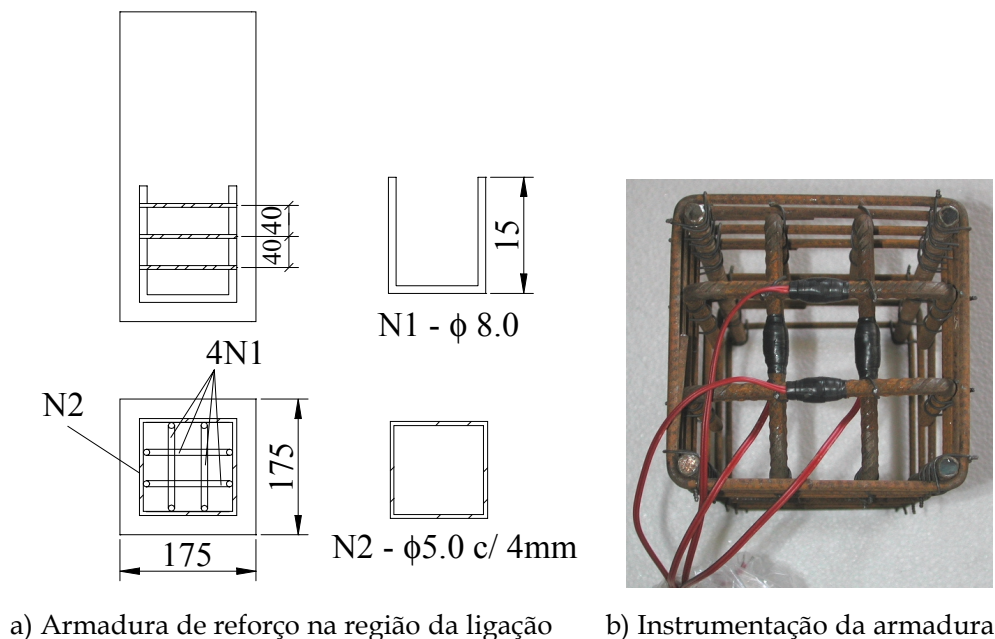 40
40
15
N1 - ϕ 8.0
4N1
N2
175
175
N2 - ϕ5.0 c/ 4mm
a) Armadura de reforço na região da ligação
b) Instrumentação da armadura